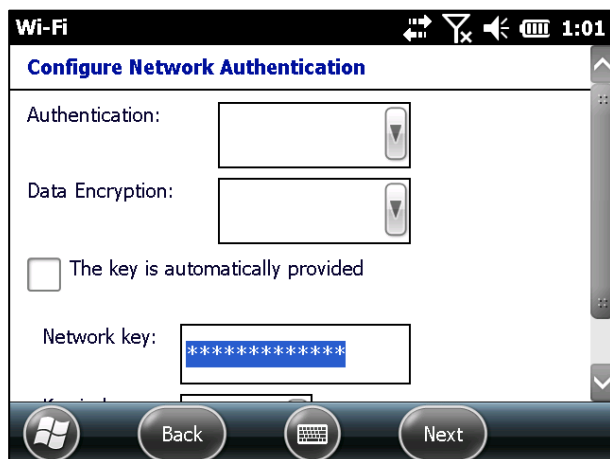 Wi-Fi 1:01
Configure Network Authentication
Authentication:
Data Encryption:
The key is automatically provided
Network key: *************
Back Next